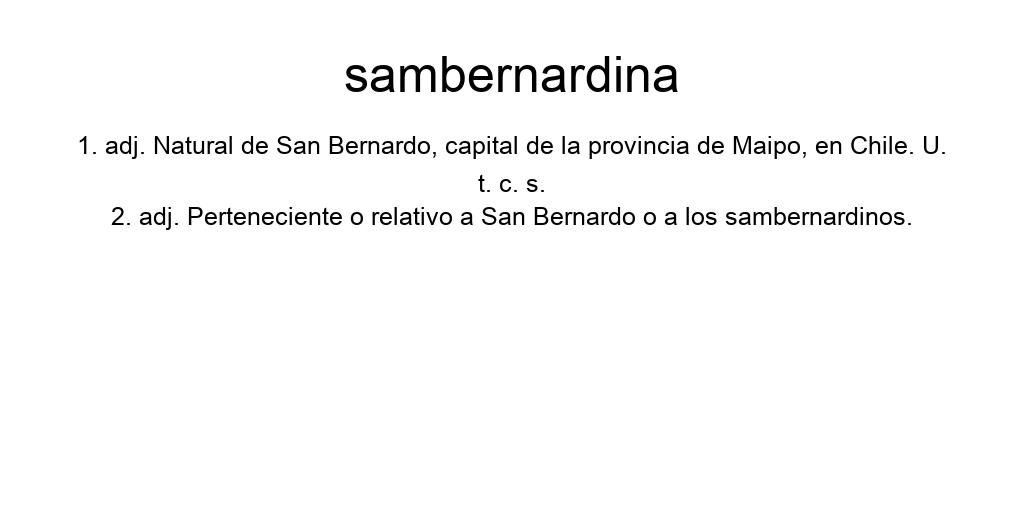 sambernardina
1. adj. Natural de San Bernardo, capital de la provincia de Maipo, en Chile. U.
t. c. s.
2. adj. Perteneciente o relativo a San Bernardo o a los sambernardinos.